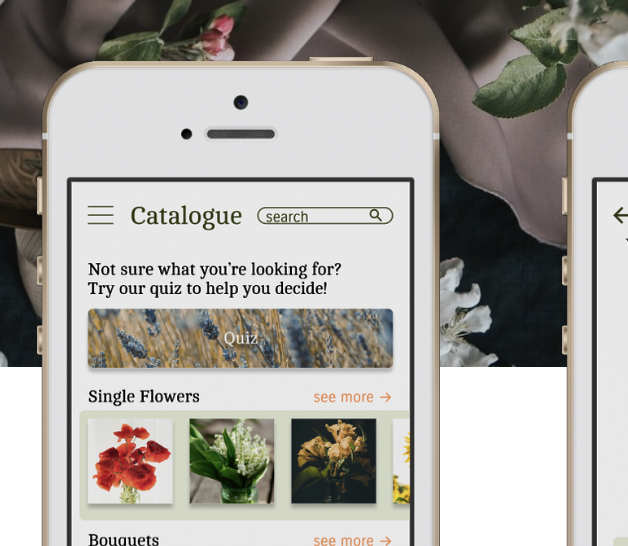 Catalogue
search
Not sure what you're looking for?
Try our quiz to help you decide!
Quiz
Single Flowers
see more →
Bouquets
see more →